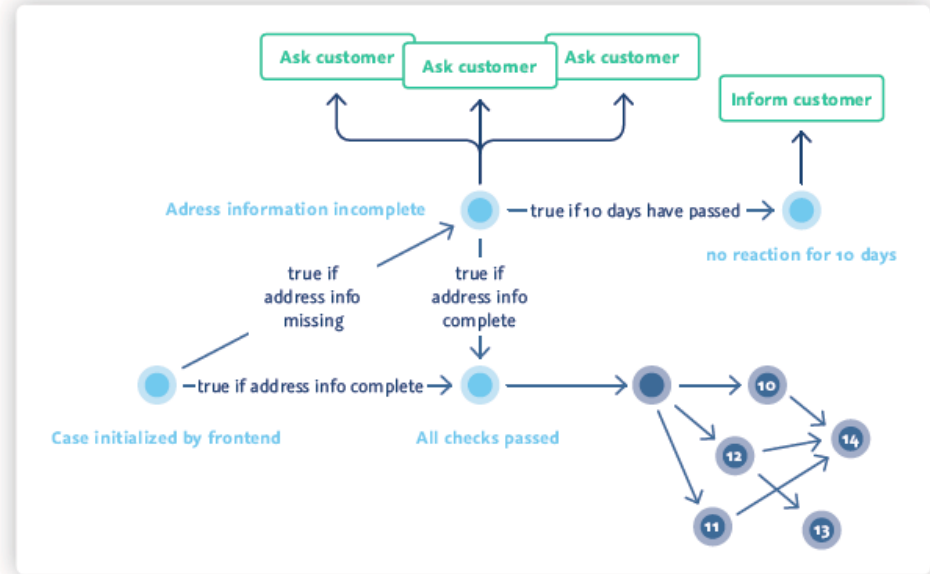 Ask customer
Ask customer
Ask customer
Inform customer
Adress information incomplete
true if 10 days have passed
no reaction for 10 days
true if
address info
missing
true if
address info
complete
true if address info complete
Case initialized by frontend
All checks passed
10
12
14
11
13